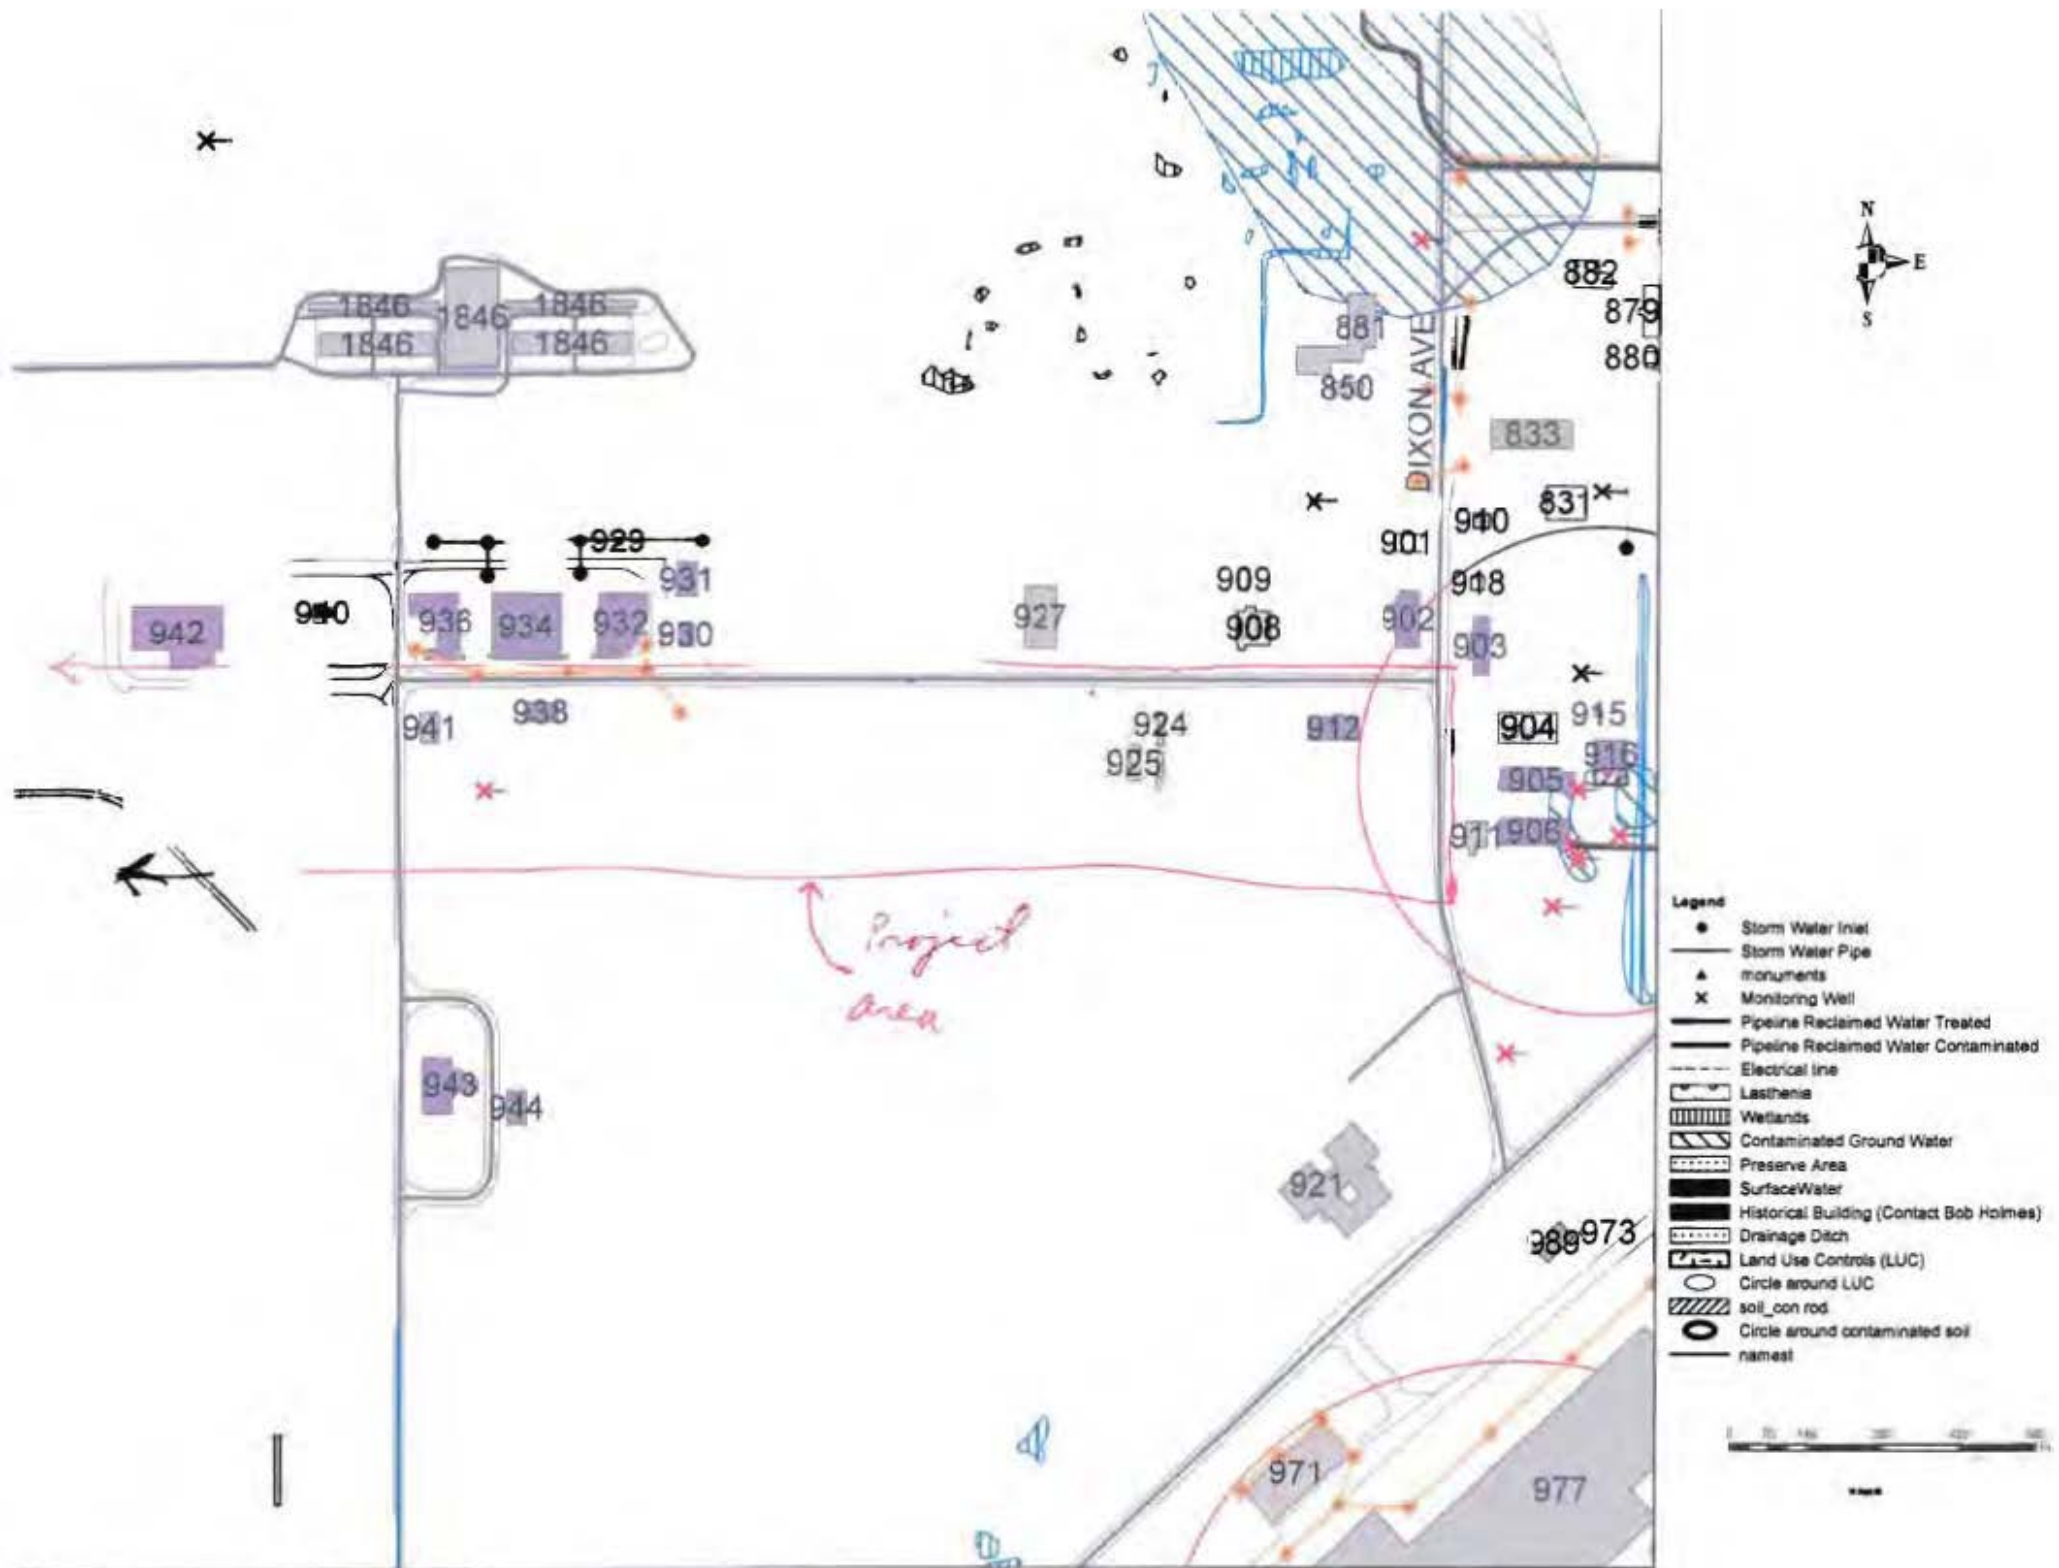 N
E
S
882
879
880
1846 1846 1846
1846 1846
881
850
DIXON AVE
833
831
910
901
929
931
909
918
942
940
936 934 932 930
927
908
902
903
941
938
924
925
912
904
915
916
905
911
906
Project
area
943
944
921
989 973
971
977
Legend
Storm Water Inlet
Storm Water Pipe
monuments
Monitoring Well
Pipeline Reclaimed Water Treated
Pipeline Reclaimed Water Contaminated
Electrical line
Lasthenia
Wetlands
Contaminated Ground Water
Preserve Area
SurfaceWater
Historical Building (Contact Bob Holmes)
Drainage Ditch
Land Use Controls (LUC)
Circle around LUC
soil_con rod
Circle around contaminated soil
namest